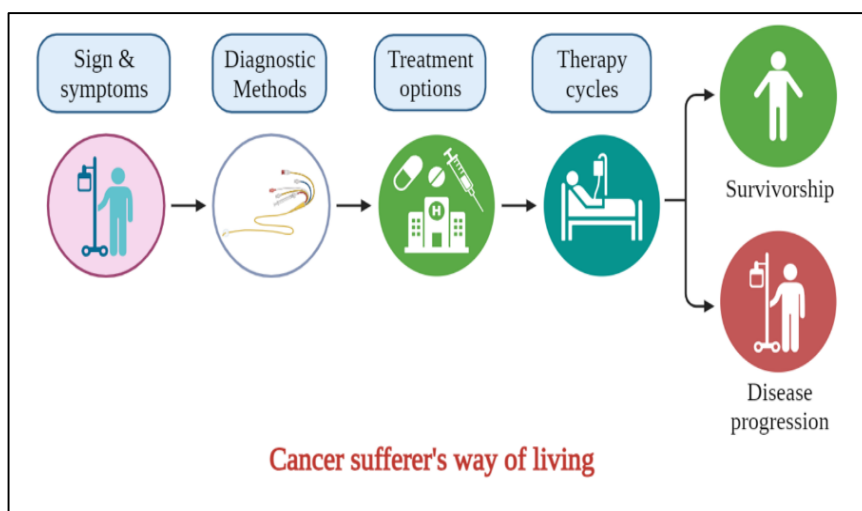 Sign &
symptoms
Diagnostic
Methods
Treatment
options
Therapy
cycles
H
Survivorship
Disease
progression
Cancer sufferer's way of living